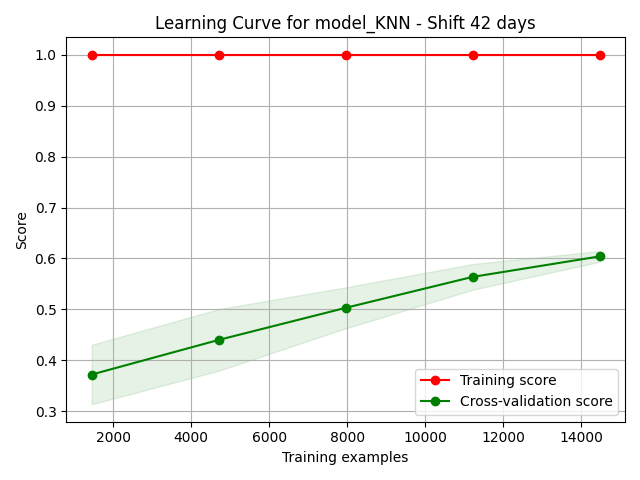 Learning Curve for model_KNN - Shift 42 days
Score
1.0
0.9
0.8
0.7
0.6
0.5
0.4
0.3
Training score
Cross-validation score
2000 4000 6000 8000 10000 12000 14000
Training examples